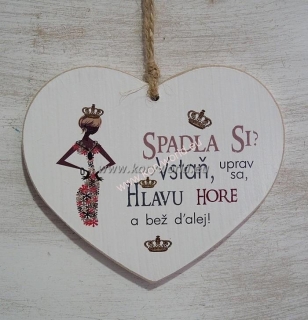 SPADLA SI?
Vstaň, uprav sa,
HLAVU HORE
a bež ďalej!